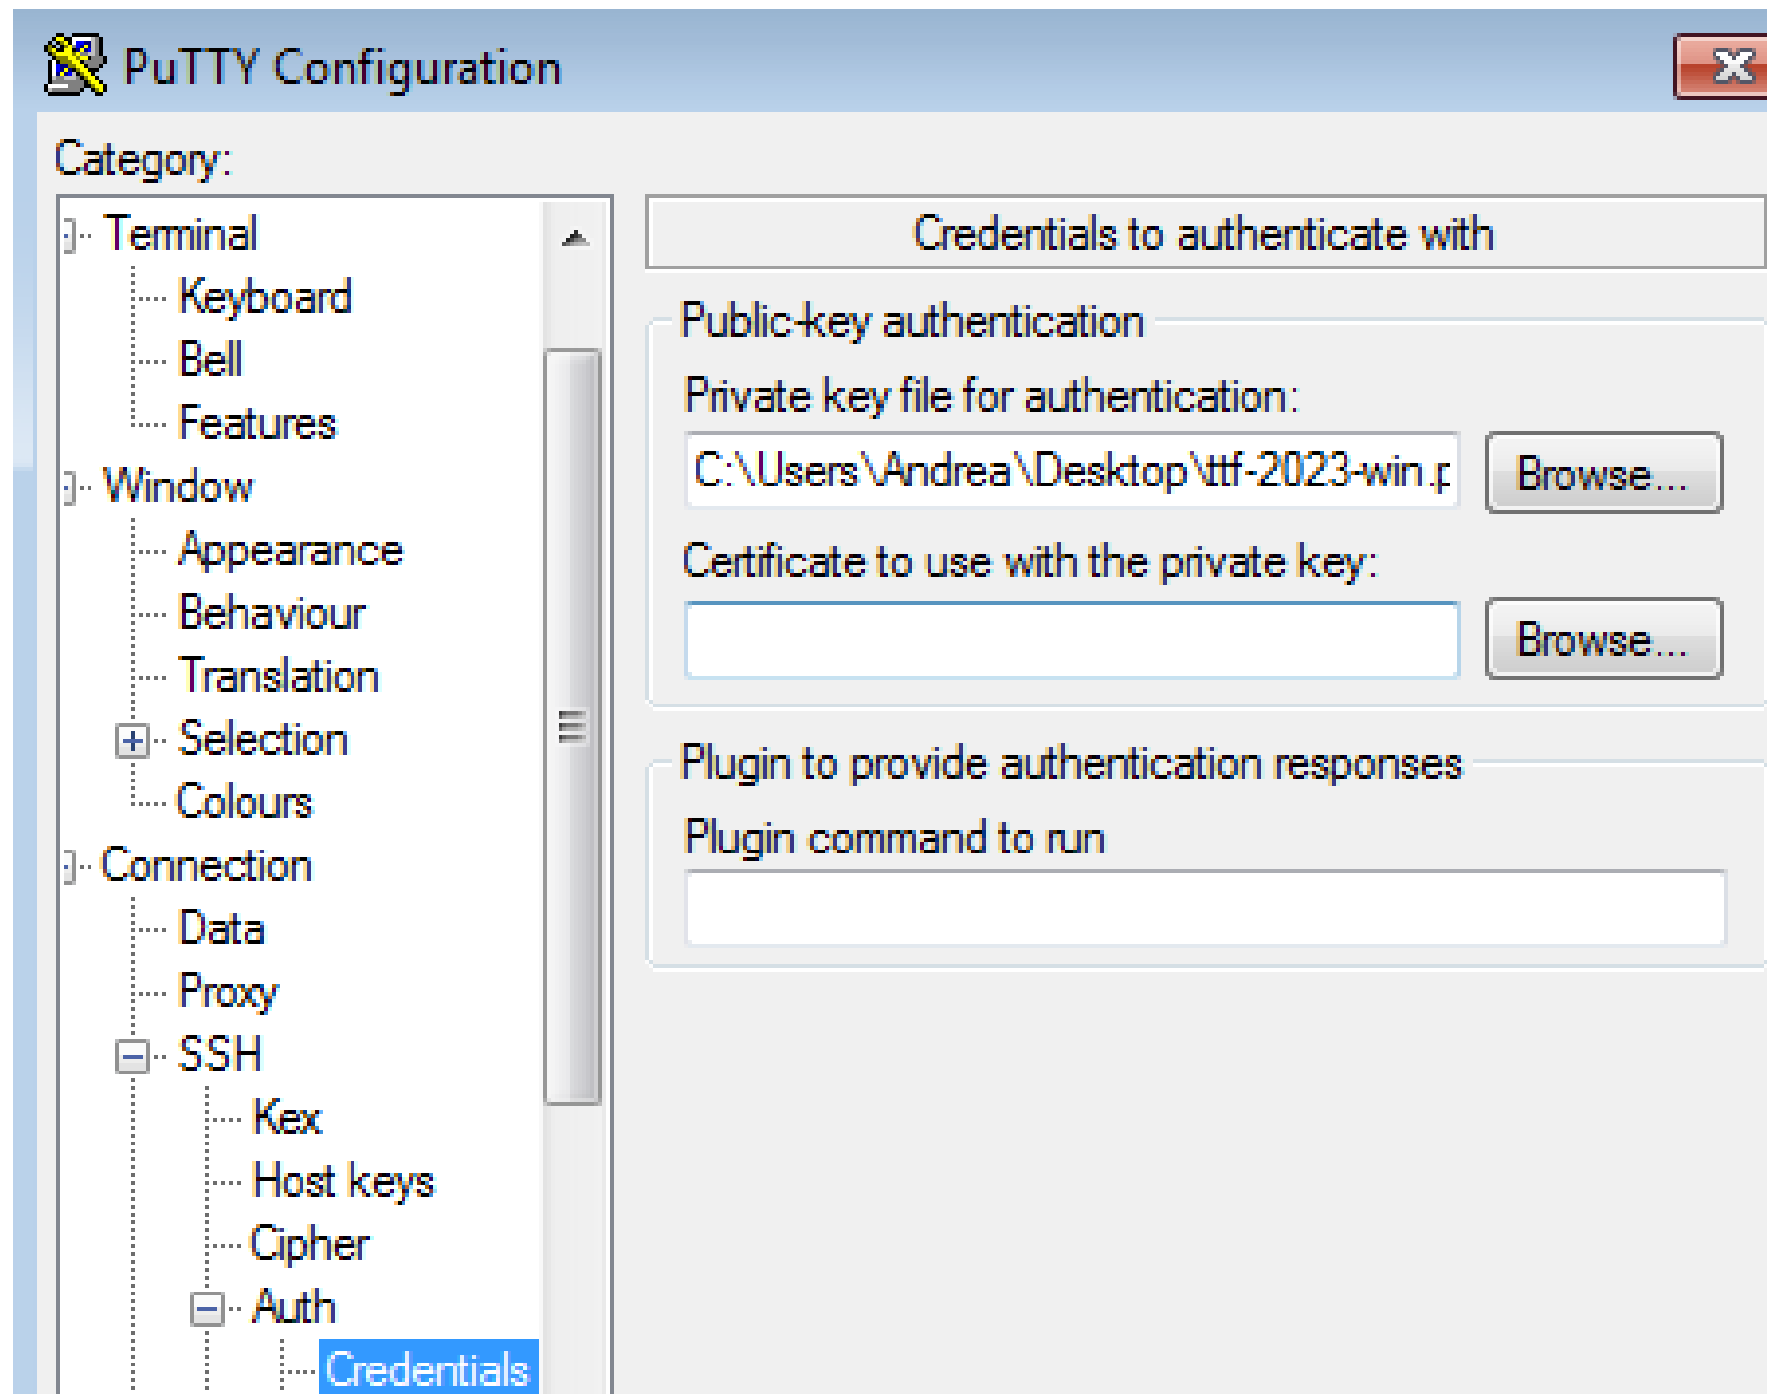 PuTTY Configuration
Category:
Terminal
Keyboard
Bell
Features
Window
Appearance
Behaviour
Translation
Selection
Colours
Connection
Data
Proxy
SSH
Kex
Host keys
Cipher
Auth
Credentials
Credentials to authenticate with
Public-key authentication
Private key file for authentication:
C:\Users\Andrea\Desktop\ttf-2023-win.p
Browse...
Certificate to use with the private key:
Browse...
Plugin to provide authentication responses
Plugin command to run